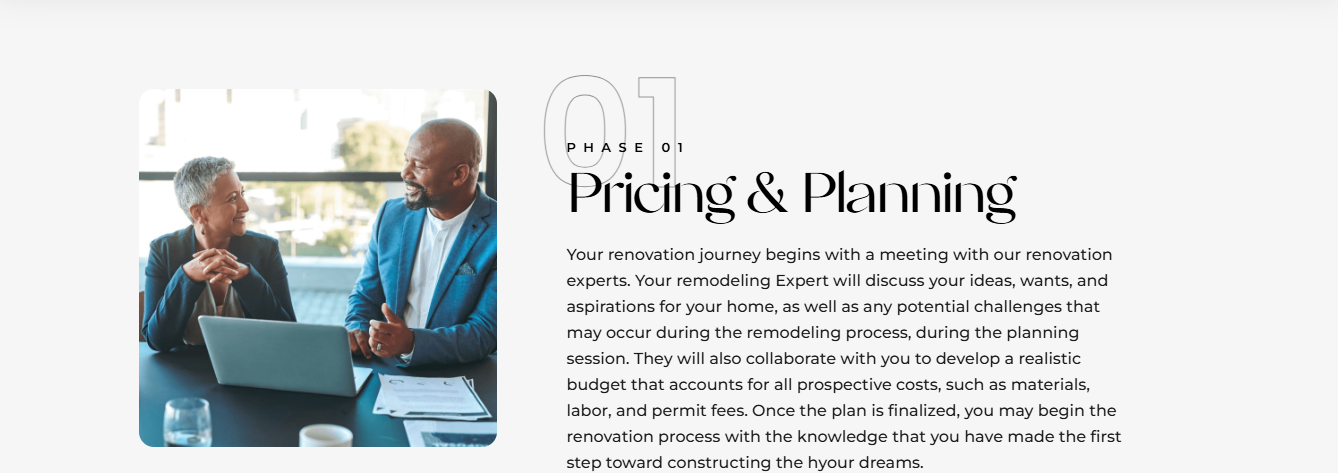 01
PHASE 01
Pricing & Planning
Your renovation journey begins with a meeting with our renovation
experts. Your remodeling Expert will discuss your ideas, wants, and
aspirations for your home, as well as any potential challenges that
may occur during the remodeling process, during the planning
session. They will also collaborate with you to develop a realistic
budget that accounts for all prospective costs, such as materials,
labor, and permit fees. Once the plan is finalized, you may begin the
renovation process with the knowledge that you have made the first
step toward constructing the hyour dreams.